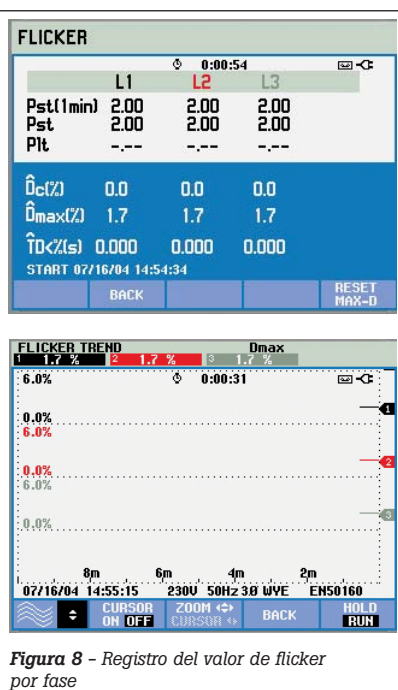 FLICKER
0:00:54
L1 L2 L3
Pst(1min) 2.00 2.00 2.00
Pst 2.00 2.00 2.00
Plt -.-- -.-- -.--
D̂c(%) 0.0 0.0 0.0
D̂max(%) 1.7 1.7 1.7
T̂D<%(s) 0.000 0.000 0.000
START 07/16/04 14:54:34
BACK RESET MAX-D
FLICKER TREND Dmax
1 1.7 % 2 1.7 % 3 1.7 %
6.0% 0:00:31
1
0.0%
6.0%
2
0.0%
6.0%
3
0.0%
8m 6m 4m 2m
07/16/04 14:55:15 230V 50Hz 3.0 WYE EN50160
CURSOR ZOOM BACK HOLD
ON OFF CURSOR RUN
Figura 8 – Registro del valor de flicker
por fase